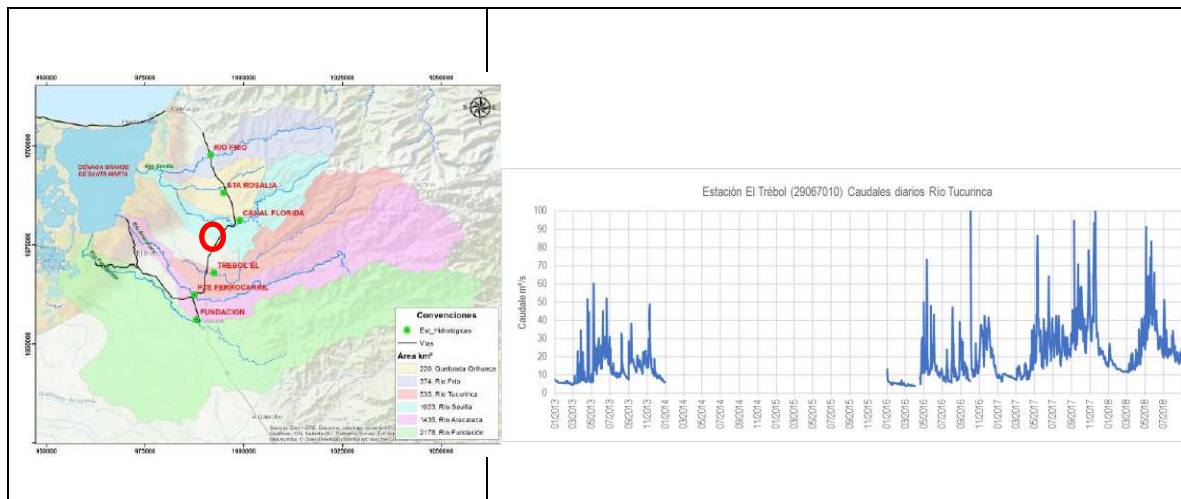 950000 975000 1000000 1025000 1050000
1700000
RIO FRIO
CIÉNAGA GRANDE
DE SANTA MARTA
Rio Sevilla
STA ROSALIA
CANAL FLORIDA
TREBOL EL
PTE FERROCARRIL
FUNDACION
Convenciones
Est_Hidrológicas
Vías
Área km²
220, Quebrada Orihueca
374, Río Frío
535, Río Tucurinca
1023, Río Sevilla
1435, Río Aracataca
2178, Río Fundación
950000 975000 1000000 1025000 1050000
Estación El Trébol (29067010) Caudales diarios Río Tucurinca
Caudale m³/s
100
90
80
70
60
50
40
30
20
10
0
01/2013 03/2013 05/2013 07/2013 09/2013 11/2013 01/2014 03/2014 05/2014 07/2014 09/2014 11/2014 01/2015 03/2015 05/2015 07/2015 09/2015 11/2015 01/2016 03/2016 05/2016 07/2016 09/2016 11/2016 01/2017 03/2017 05/2017 07/2017 09/2017 11/2017 01/2018 03/2018 05/2018 07/2018